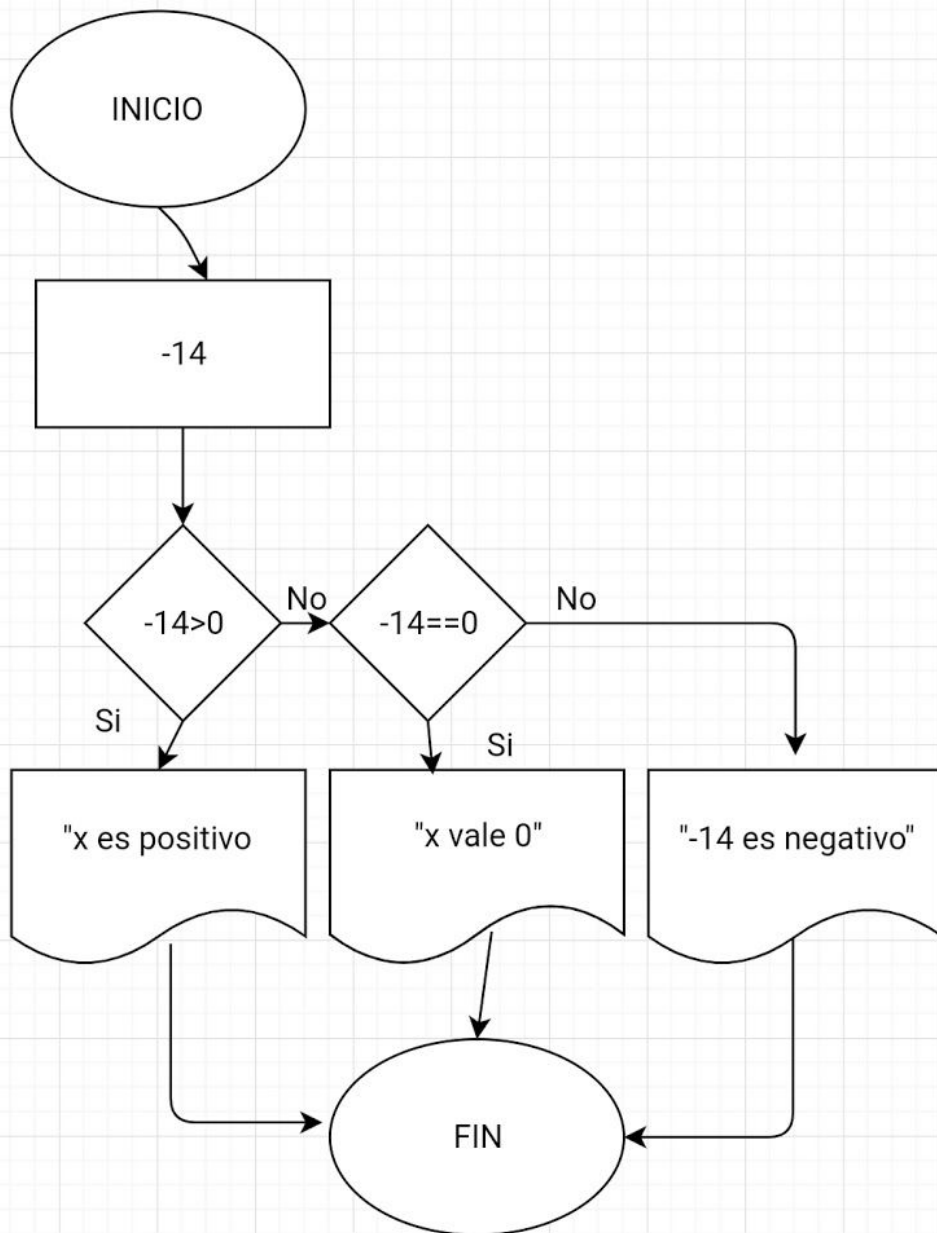 INICIO
-14
-14>0
No
-14==0
No
Si
Si
"x es positivo
"x vale 0"
"-14 es negativo"
FIN